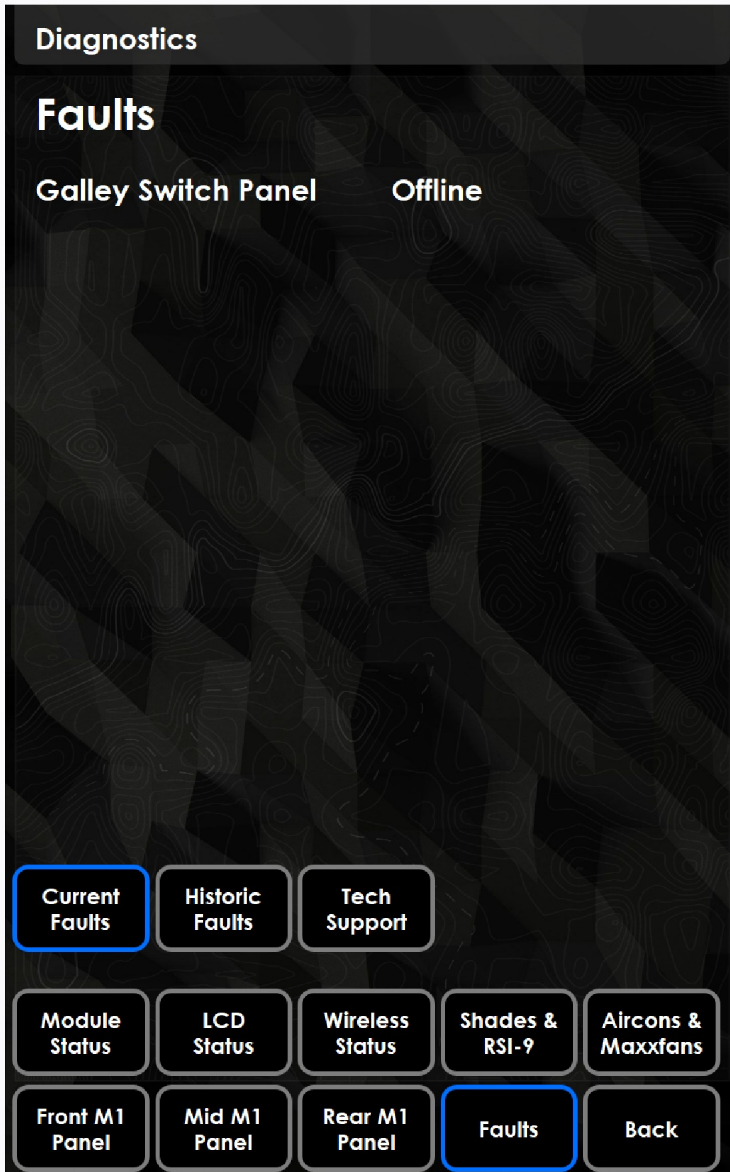 Diagnostics
Faults
Galley Switch Panel Offline
Current Faults
Historic Faults
Tech Support
Module Status
LCD Status
Wireless Status
Shades & RSI-9
Aircons & Maxxfans
Front M1 Panel
Mid M1 Panel
Rear M1 Panel
Faults
Back